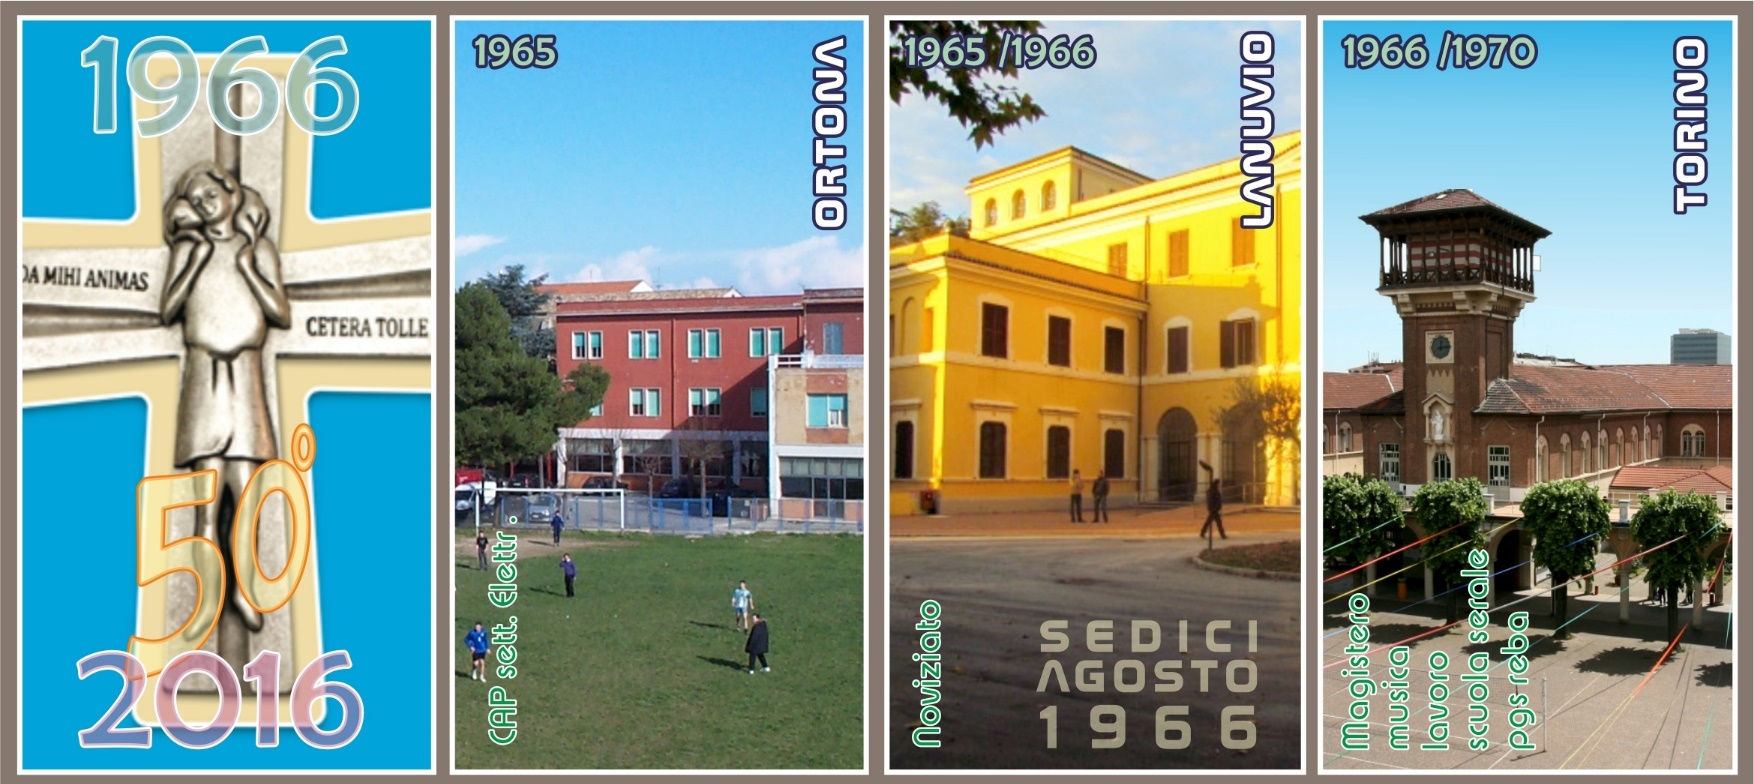 1966
DA MIHI ANIMAS
CETERA TOLLE
50°
2016
1965
ORTONA
CAP sett. Elettr.
1965 /1966
LANUVIO
Noviziato
SEDICI
AGOSTO
1966
1966 /1970
TORINO
Magistero
musica
lavoro
scuola serale
pgs reba